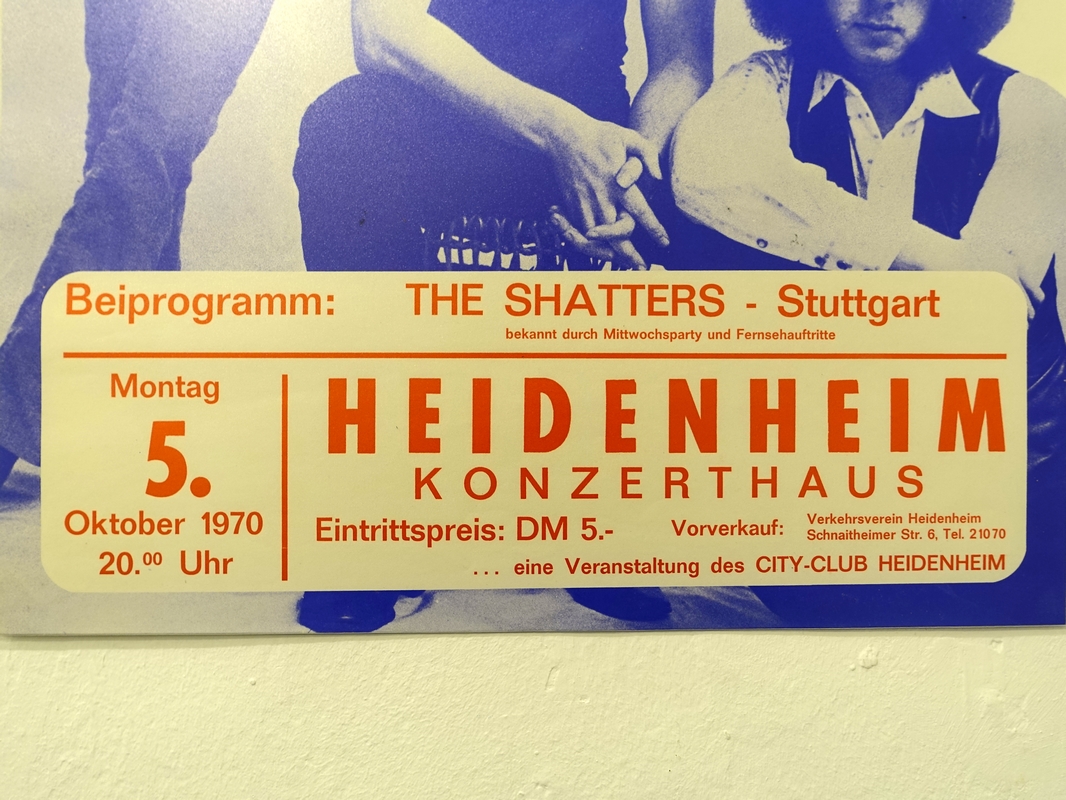 Beiprogramm: THE SHATTERS - Stuttgart
bekannt durch Mittwochsparty und Fernsehauftritte
Montag
5.
Oktober 1970
20.⁰⁰ Uhr
HEIDENHEIM
KONZERTHAUS
Eintrittspreis: DM 5.-
Vorverkauf: Verkehrsverein Heidenheim
Schnaitheimer Str. 6, Tel. 21070
... eine Veranstaltung des CITY-CLUB HEIDENHEIM